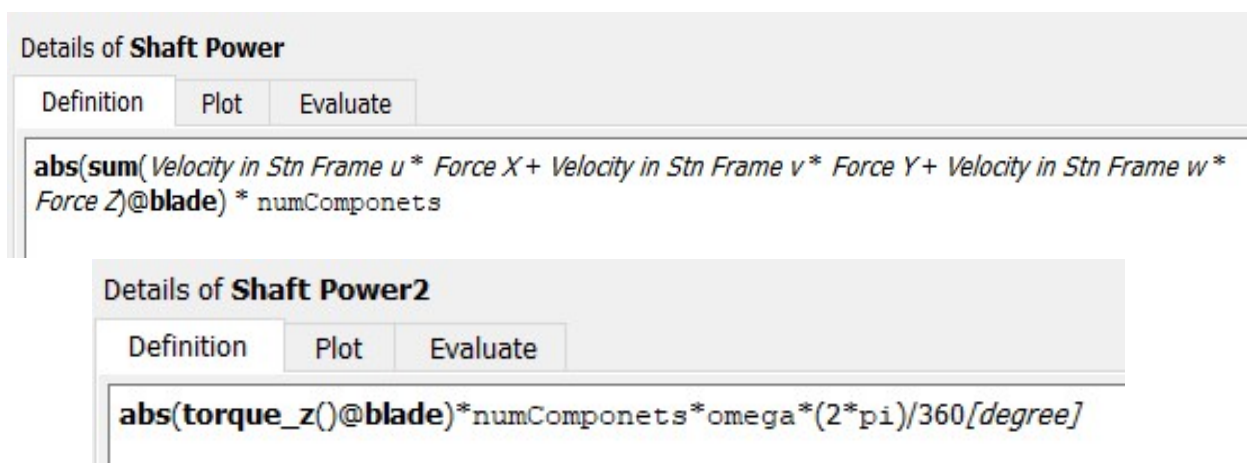 Details of Shaft Power
Definition Plot Evaluate
abs(sum(Velocity in Stn Frame u * Force X + Velocity in Stn Frame v * Force Y + Velocity in Stn Frame w *
Force Z)@blade) * numComponets
Details of Shaft Power2
Definition Plot Evaluate
abs(torque_z()@blade)*numComponets*omega*(2*pi)/360[degree]